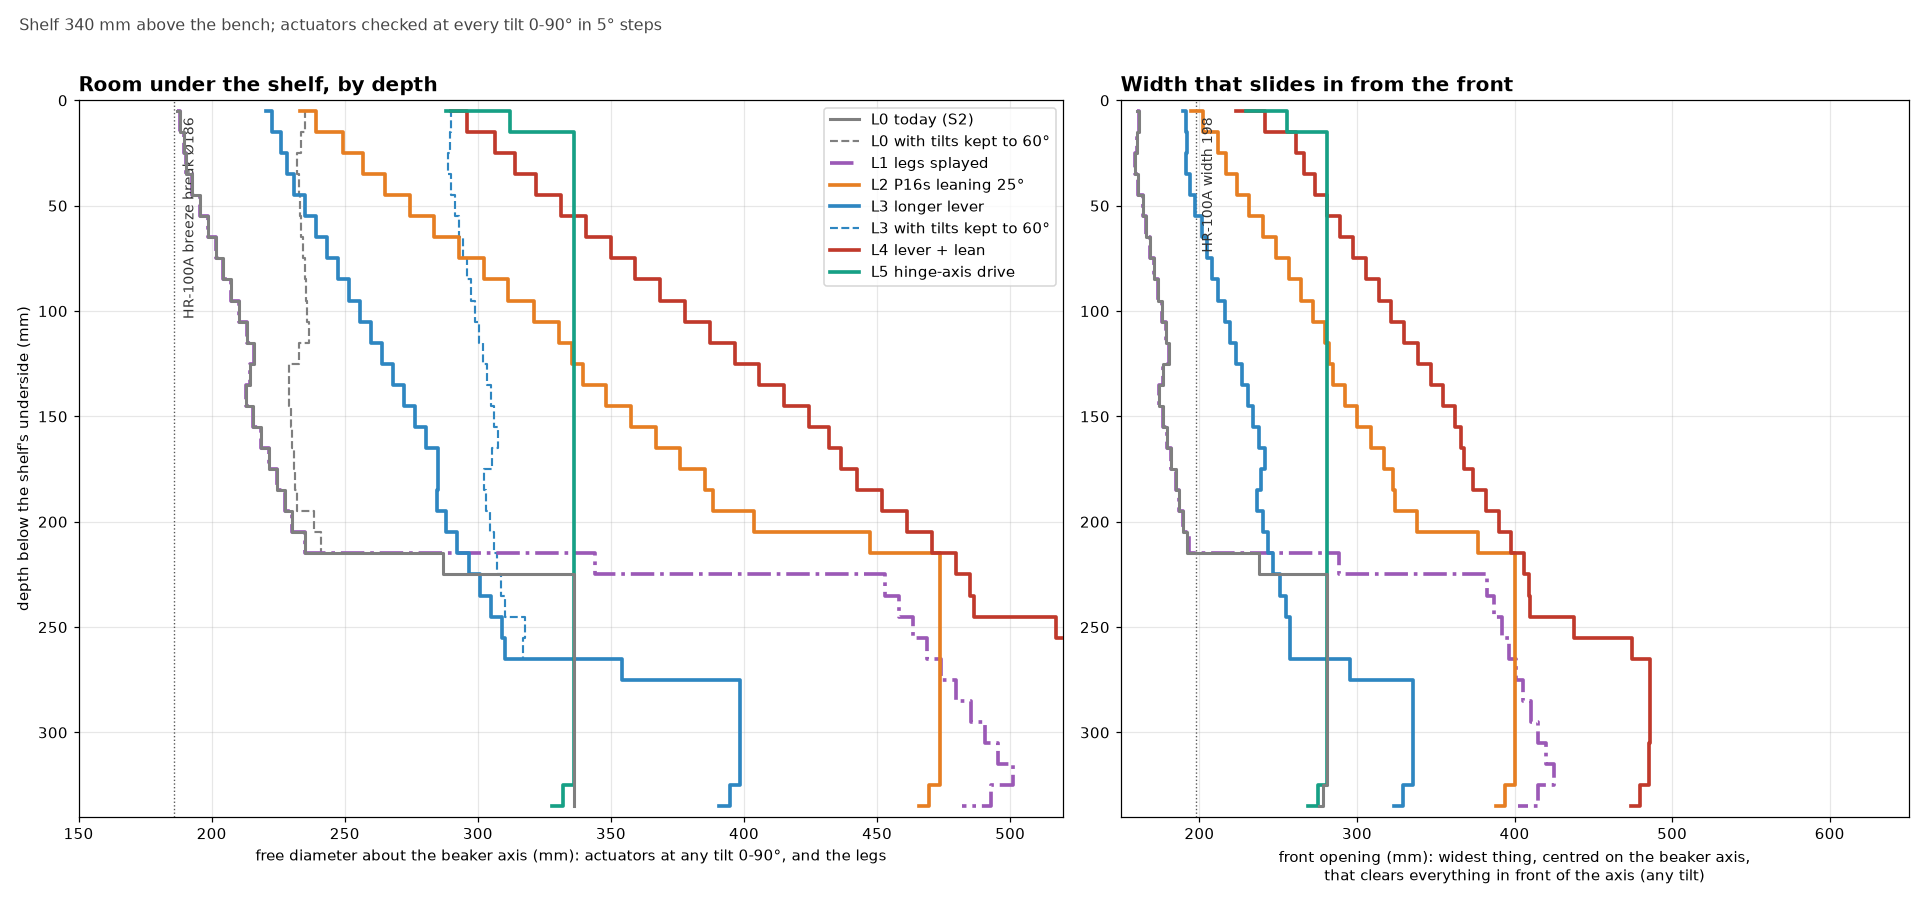 Shelf 340 mm above the bench; actuators checked at every tilt 0-90° in 5° steps
Room under the shelf, by depth
Width that slides in from the front
0
50
100
150
200
250
300
depth below the shelf's underside (mm)
HR-100A breeze break Ø186
L0 today (S2)
L0 with tilts kept to 60°
L1 legs splayed
L2 P16s leaning 25°
L3 longer lever
L3 with tilts kept to 60°
L4 lever + lean
L5 hinge-axis drive
150
200
250
300
350
400
450
500
free diameter about the beaker axis (mm): actuators at any tilt 0-90°, and the legs
0
50
100
150
200
250
300
HR-100A width 198
200
300
400
500
600
front opening (mm): widest thing, centred on the beaker axis,
that clears everything in front of the axis (any tilt)